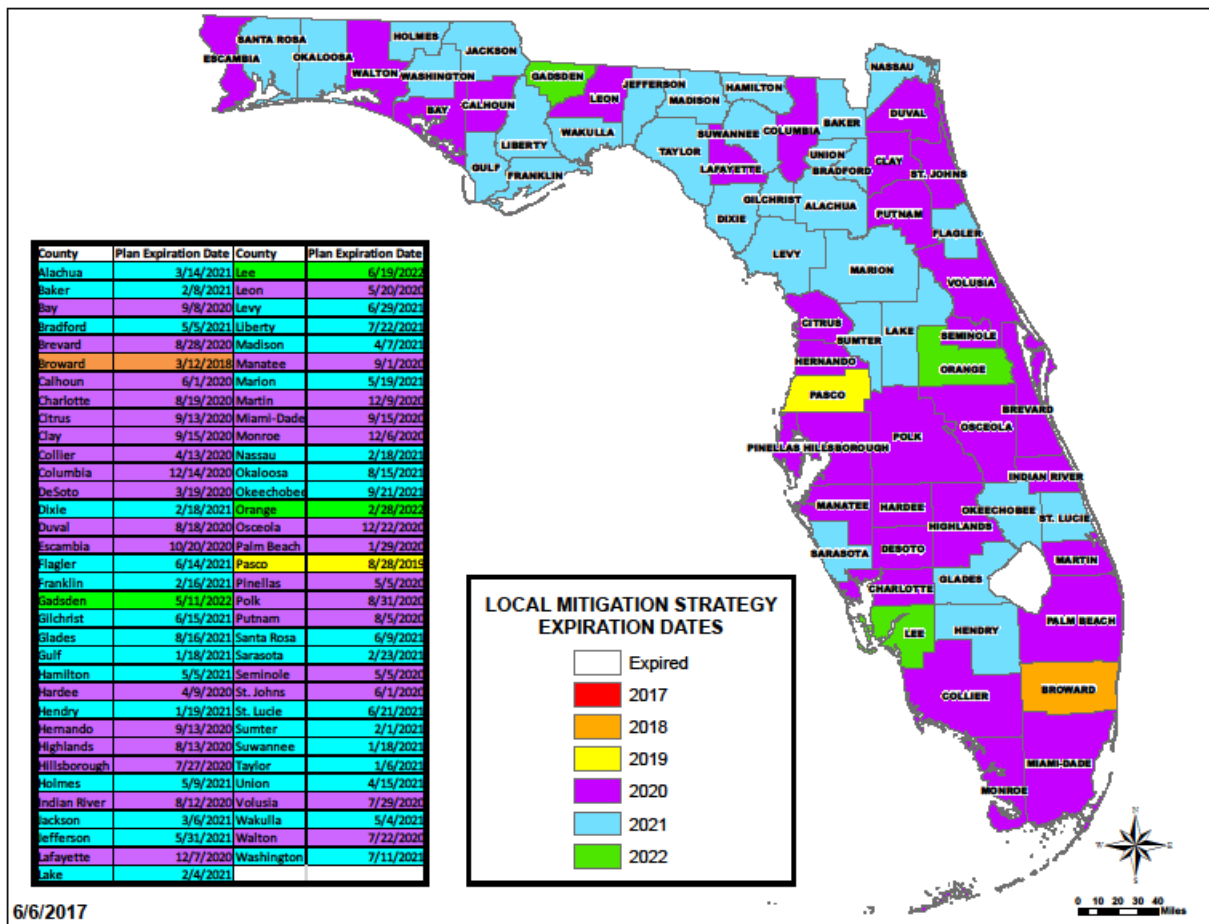 SANTA ROSA
HOLMES
JACKSON
ESCAMBIA
OKALOOSA
WALTON
WASHINGTON
GADSDEN
NASSAU
BAY
CALHOUN
LEON
JEFFERSON
MADISON
HAMILTON
DUVAL
LIBERTY
WAKULLA
TAYLOR
SUWANNEE
COLUMBIA
BAKER
GULF
FRANKLIN
LAFAYETTE
UNION
BRADFORD
CLAY
ST. JOHNS
DIXIE
GILCHRIST
ALACHUA
PUTNAM
FLAGLER
LEVY
MARION
VOLUSIA
CITRUS
SUMTER
LAKE
SEMINOLE
HERNANDO
ORANGE
PASCO
BREVARD
OSCEOLA
PINELLAS
HILLSBOROUGH
POLK
INDIAN RIVER
MANATEE
HARDEE
HIGHLANDS
OKEECHOBEE
ST. LUCIE
SARASOTA
DESOTO
MARTIN
CHARLOTTE
GLADES
LEE
HENDRY
PALM BEACH
COLLIER
BROWARD
MIAMI-DADE
MONROE
County Plan Expiration Date County Plan Expiration Date
Alachua 3/14/2021 Lee 6/19/2022
Baker 2/8/2021 Leon 5/20/2020
Bay 9/8/2020 Levy 6/29/2021
Bradford 5/5/2021 Liberty 7/22/2021
Brevard 8/28/2020 Madison 4/7/2021
Broward 3/12/2018 Manatee 9/1/2020
Calhoun 6/1/2020 Marion 5/19/2021
Charlotte 8/19/2020 Martin 12/9/2020
Citrus 9/13/2020 Miami-Dade 9/15/2020
Clay 9/15/2020 Monroe 12/6/2020
Collier 4/13/2020 Nassau 2/18/2021
Columbia 12/14/2020 Okaloosa 8/15/2021
DeSoto 3/19/2020 Okeechobee 9/21/2021
Dixie 2/18/2021 Orange 2/28/2022
Duval 8/18/2020 Osceola 12/22/2020
Escambia 10/20/2020 Palm Beach 1/29/2020
Flagler 6/14/2021 Pasco 8/28/2019
Franklin 2/16/2021 Pinellas 5/5/2020
Gadsden 5/11/2022 Polk 8/31/2020
Gilchrist 6/15/2021 Putnam 8/5/2020
Glades 8/16/2021 Santa Rosa 6/9/2021
Gulf 1/18/2021 Sarasota 2/23/2021
Hamilton 5/5/2021 Seminole 5/5/2020
Hardee 4/9/2020 St. Johns 6/1/2020
Hendry 1/19/2021 St. Lucie 6/21/2021
Hernando 9/13/2020 Sumter 2/1/2021
Highlands 8/13/2020 Suwannee 1/18/2021
Hillsborough 7/27/2020 Taylor 1/6/2021
Holmes 5/9/2021 Union 4/15/2021
Indian River 8/12/2020 Volusia 7/29/2020
Jackson 3/6/2021 Wakulla 5/4/2021
Jefferson 5/31/2021 Walton 7/22/2020
Lafayette 12/7/2020 Washington 7/11/2021
Lake 2/4/2021
LOCAL MITIGATION STRATEGY
EXPIRATION DATES
Expired
2017
2018
2019
2020
2021
2022
N
W E
S
0 10 20 30 40
Miles
6/6/2017